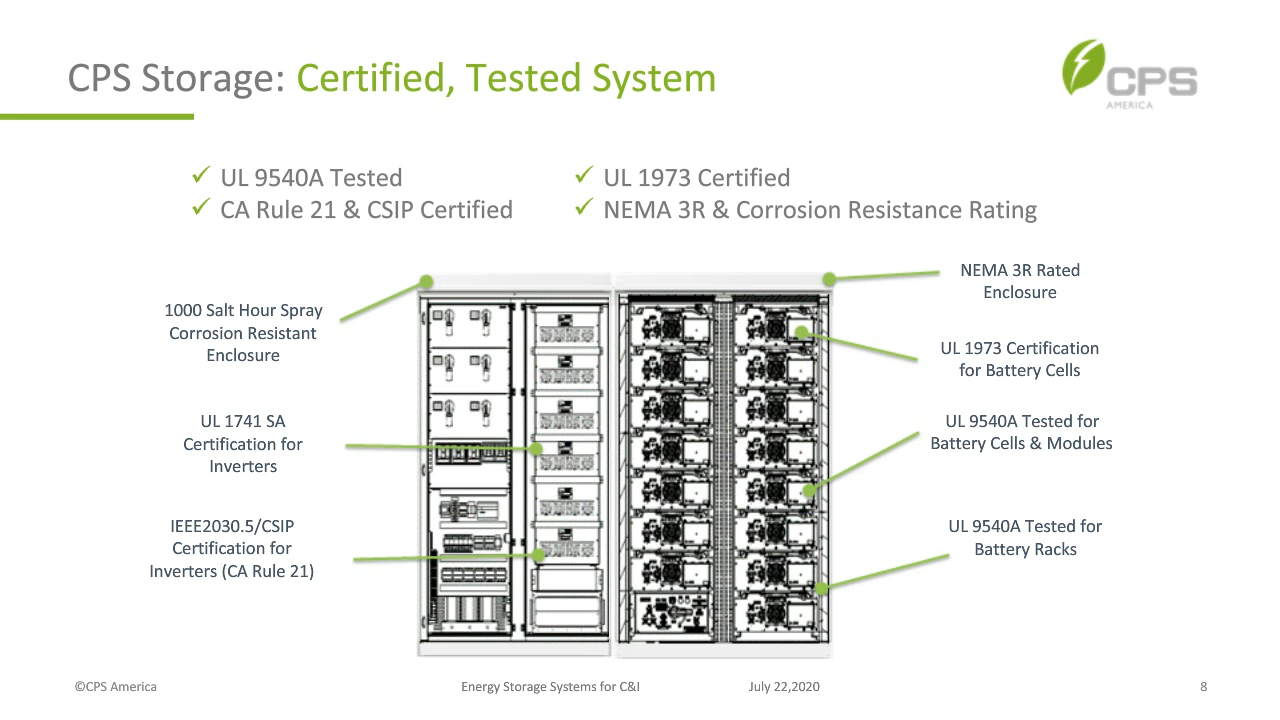 CPS Storage: Certified, Tested System
CPS
AMERICA
UL 9540A Tested
CA Rule 21 & CSIP Certified
UL 1973 Certified
NEMA 3R & Corrosion Resistance Rating
1000 Salt Hour Spray
Corrosion Resistant
Enclosure
UL 1741 SA
Certification for
Inverters
IEEE2030.5/CSIP
Certification for
Inverters (CA Rule 21)
NEMA 3R Rated
Enclosure
UL 1973 Certification
for Battery Cells
UL 9540A Tested for
Battery Cells & Modules
UL 9540A Tested for
Battery Racks
©CPS America
Energy Storage Systems for C&I
July 22,2020
8